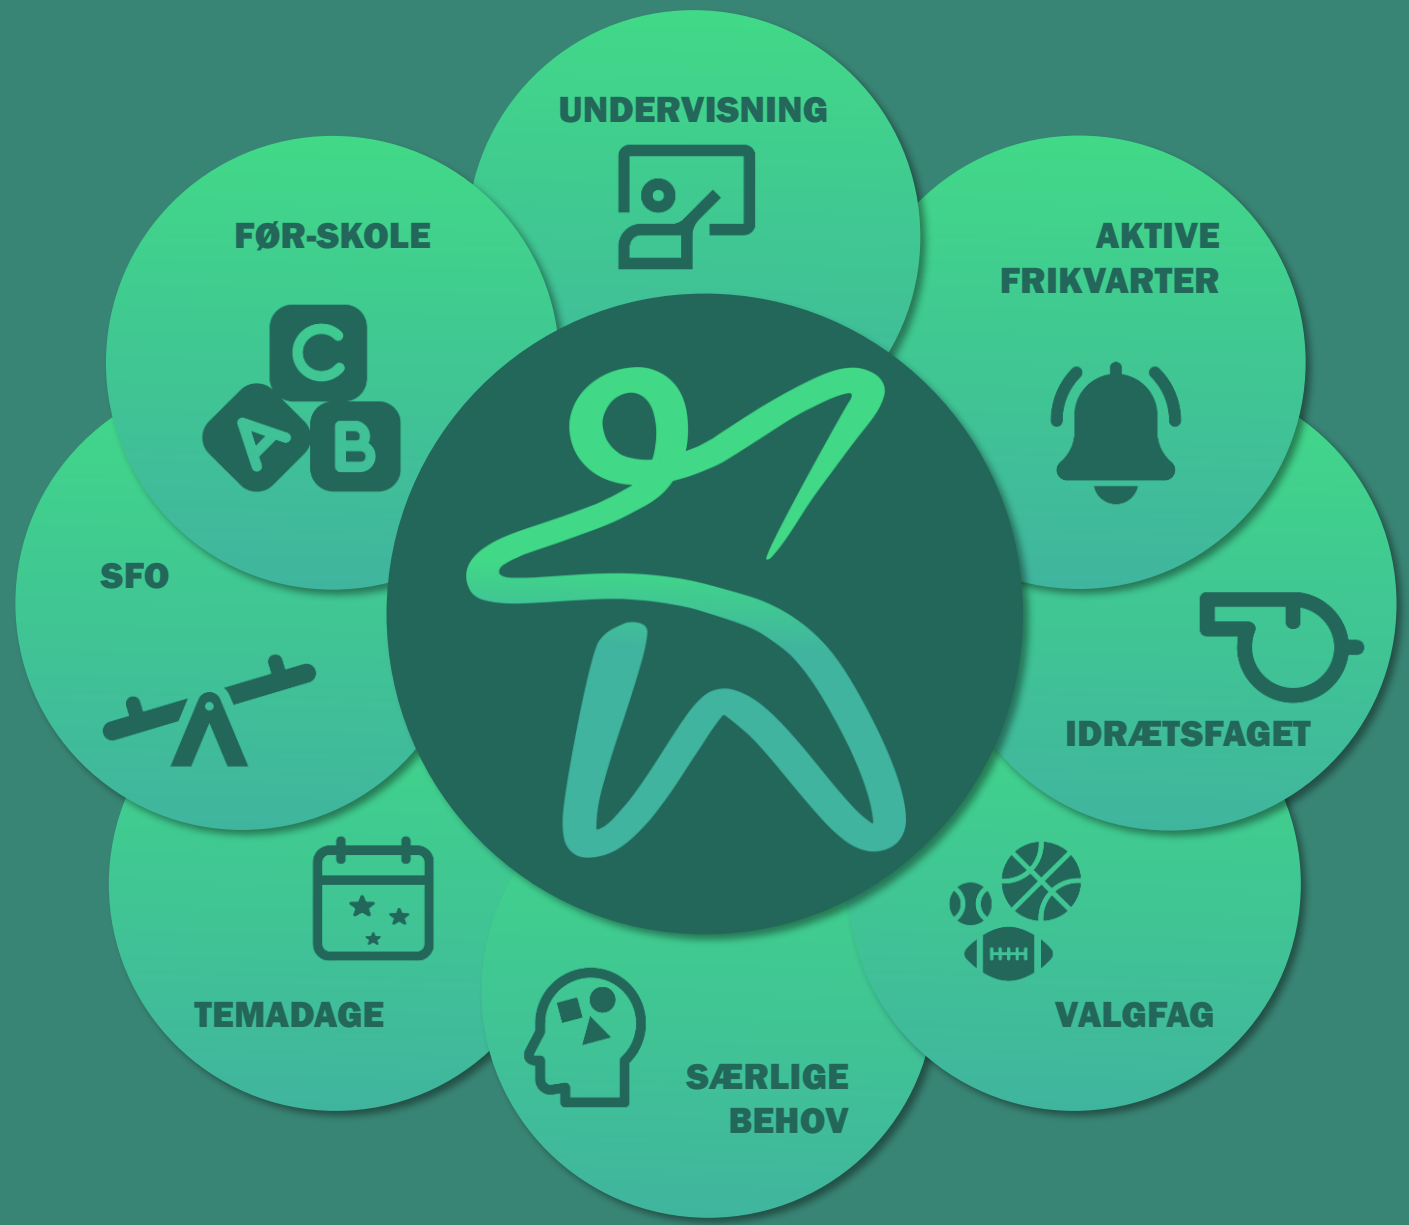 UNDERVISNING
FØR-SKOLE
AKTIVE
FRIKVARTER
C
A
B
SFO
IDRÆTSFAGET
TEMADAGE
VALGFAG
SÆRLIGE
BEHOV